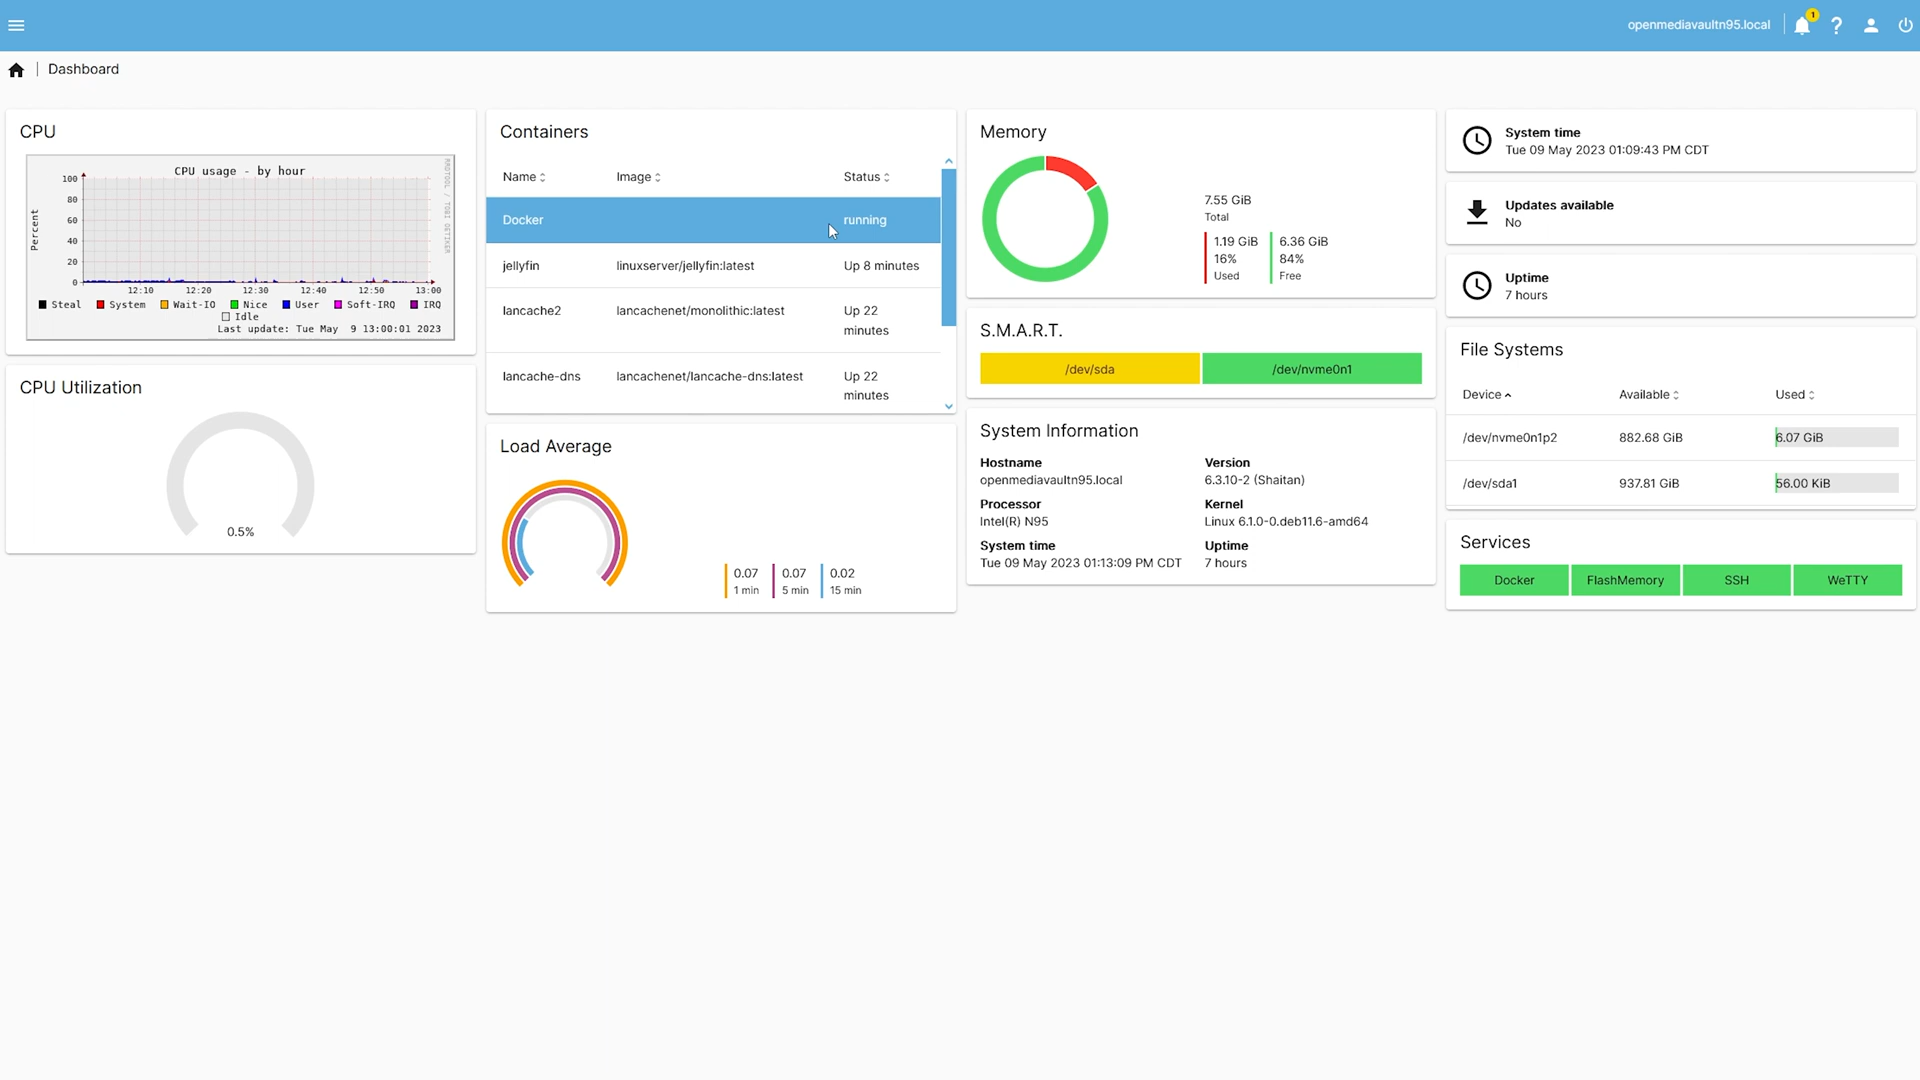 openmediavaultn95.local
1
?
Dashboard
CPU
CPU usage - by hour
RRDTOOL / TOBI OETIKER
Percent
100
80
60
40
20
0
12:10 12:20 12:30 12:40 12:50 13:00
Steal System Wait-IO Nice User Soft-IRQ IRQ
Idle
Last update: Tue May 9 13:00:01 2023
CPU Utilization
0.5%
Containers
Name Image Status
Docker running
jellyfin linuxserver/jellyfin:latest Up 8 minutes
lancache2 lancachenet/monolithic:latest Up 22
minutes
lancache-dns lancachenet/lancache-dns:latest Up 22
minutes
Load Average
0.07 0.07 0.02
1 min 5 min 15 min
Memory
7.55 GiB
Total
1.19 GiB 6.36 GiB
16% 84%
Used Free
S.M.A.R.T.
/dev/sda /dev/nvme0n1
System Information
Hostname Version
openmediavaultn95.local 6.3.10-2 (Shaitan)
Processor Kernel
Intel(R) N95 Linux 6.1.0-0.deb11.6-amd64
System time Uptime
Tue 09 May 2023 01:13:09 PM CDT 7 hours
System time
Tue 09 May 2023 01:09:43 PM CDT
Updates available
No
Uptime
7 hours
File Systems
Device Available Used
/dev/nvme0n1p2 882.68 GiB 6.07 GiB
/dev/sda1 937.81 GiB 56.00 KiB
Services
Docker FlashMemory SSH WeTTY